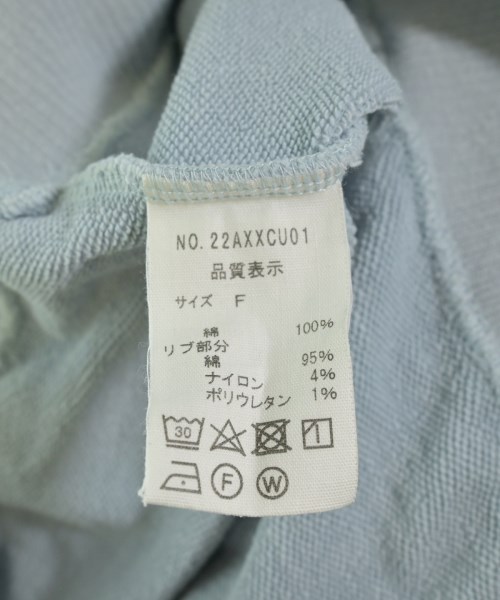 NO. 22AXXCU01
品質表示
サイズ F
綿 100%
リブ部分
綿 95%
ナイロン 4%
ポリウレタン 1%
30
F W